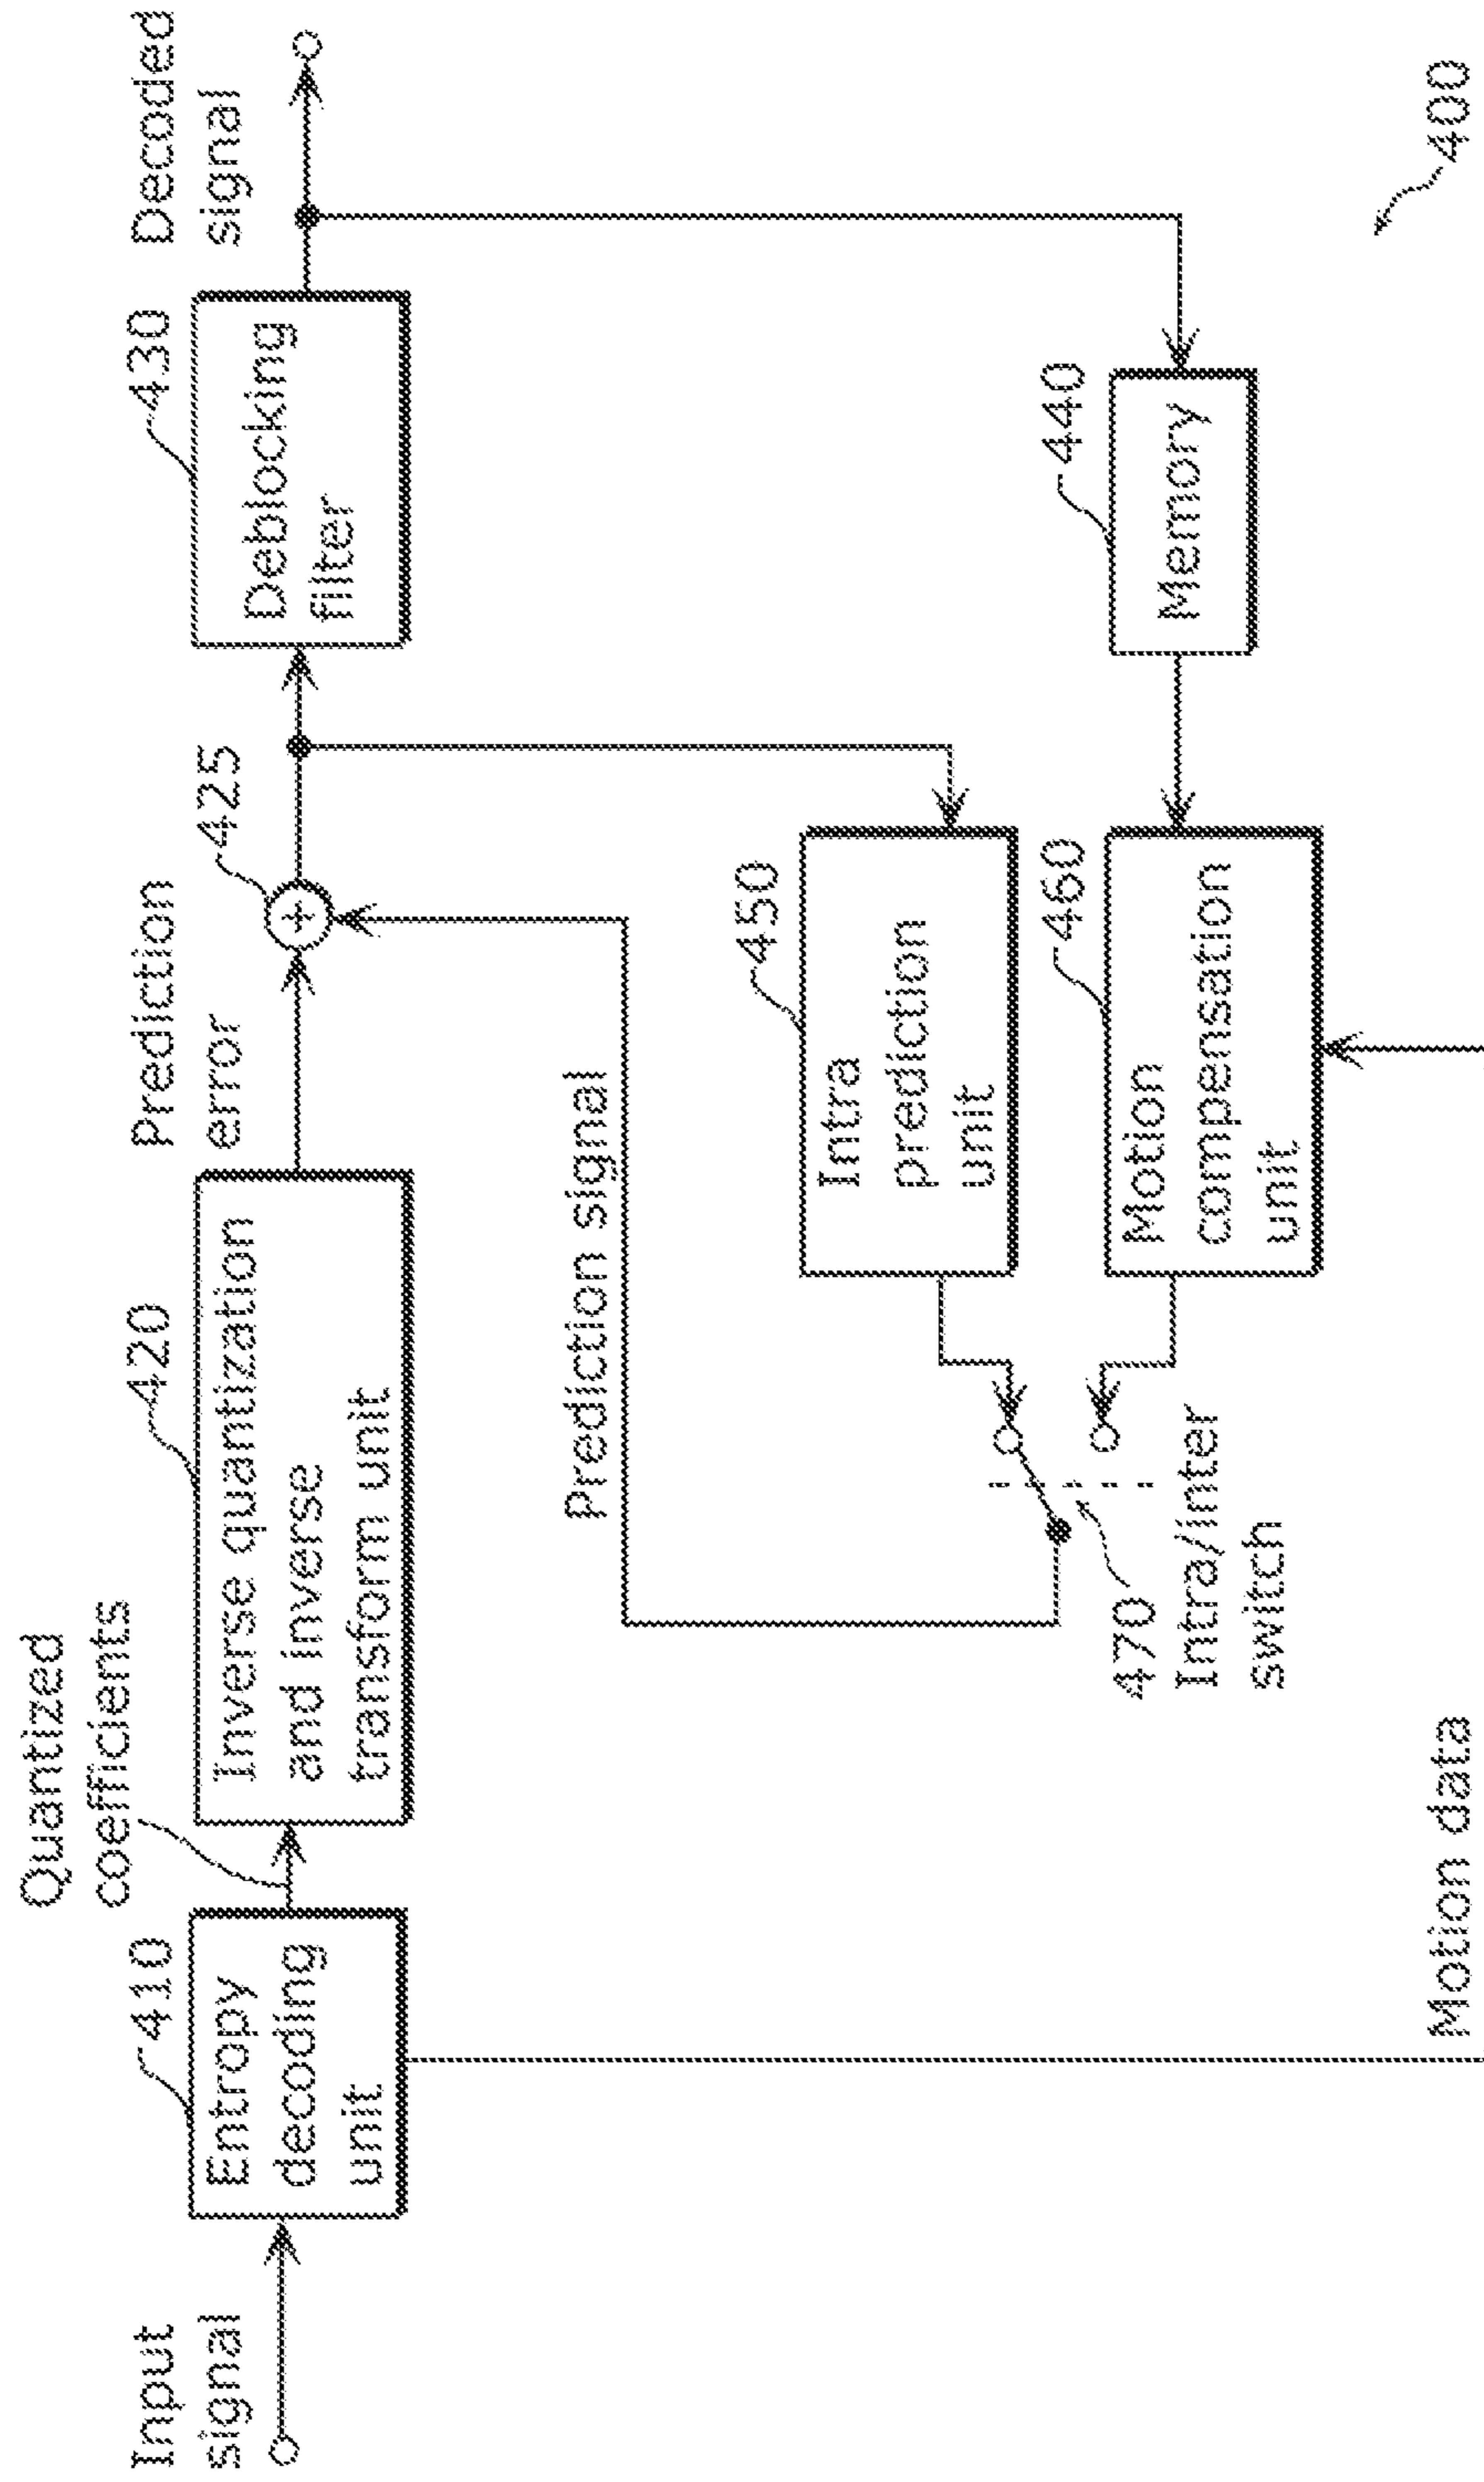 Input
signal
410
Entropy
decoding
unit
Quantized
coefficients
420
Inverse quantization
and inverse
transform unit
Prediction
error
425
+
430
Deblocking
filter
Decoded
signal
Prediction signal
450
Intra
prediction
unit
440
Memory
460
Motion
compensation
unit
470
Intra/inter
switch
Motion data
400